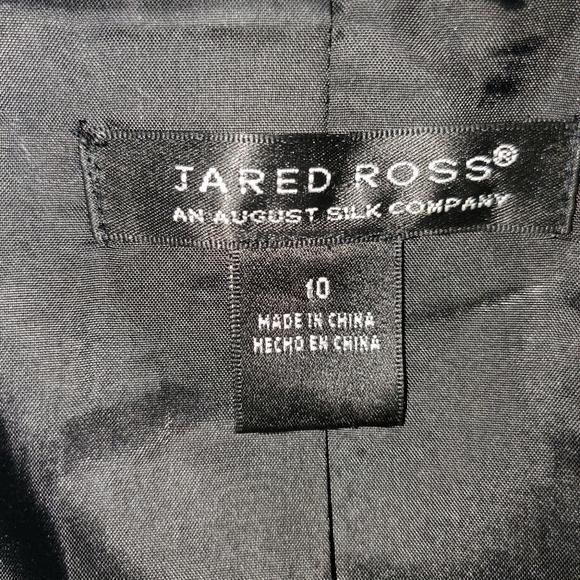 JARED ROSS®
AN AUGUST SILK COMPANY
10
MADE IN CHINA
HECHO EN CHINA